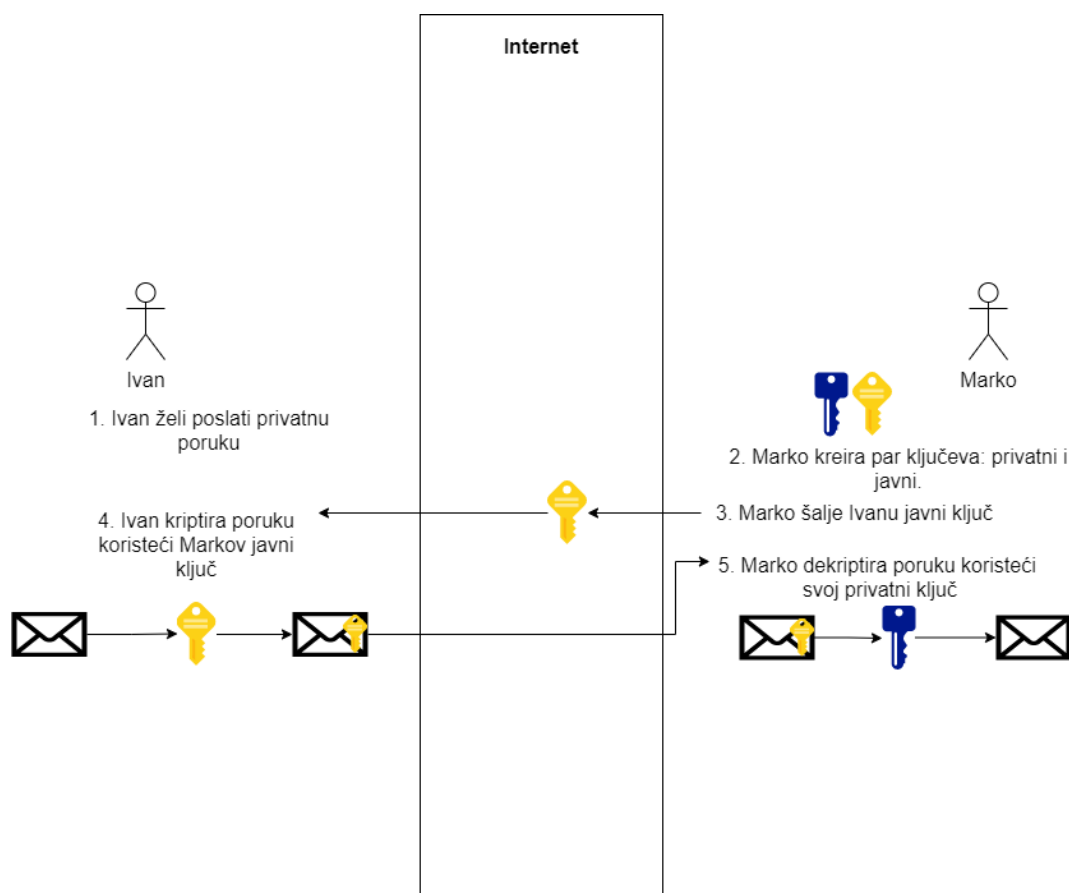 Internet
Ivan
Marko
1. Ivan želi poslati privatnu
poruku
2. Marko kreira par ključeva: privatni i
javni.
3. Marko šalje Ivanu javni ključ
4. Ivan kriptira poruku
koristeći Markov javni
ključ
5. Marko dekriptira poruku koristeći
svoj privatni ključ